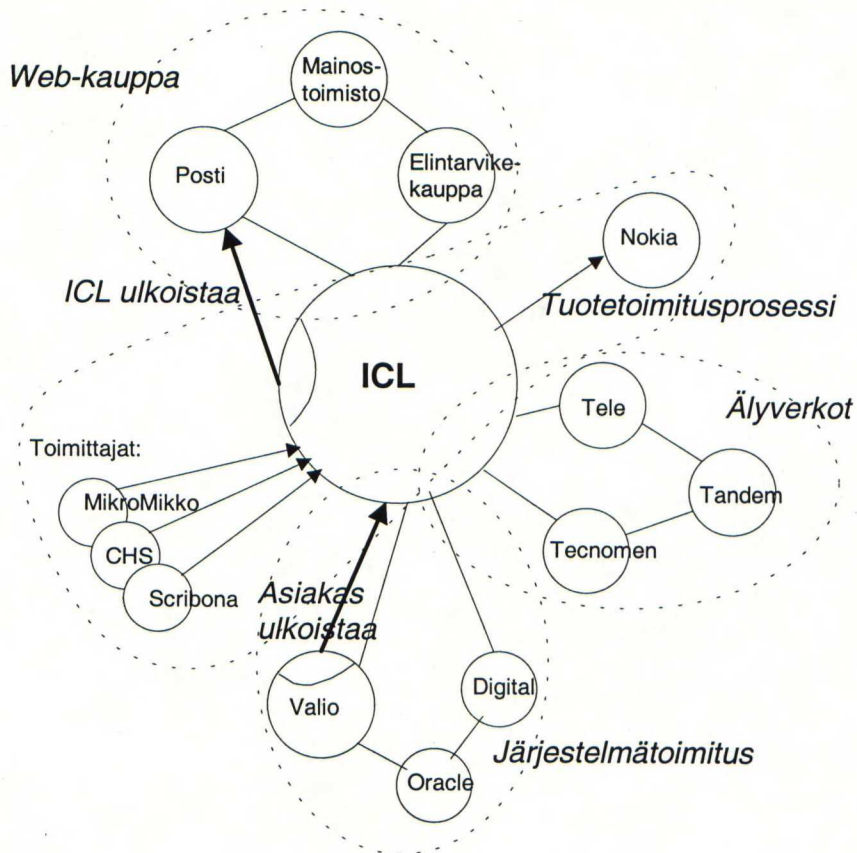 Web-kauppa
Mainos-
toimisto
Posti
Elintarvike-
kauppa
Nokia
ICL ulkoistaa
Tuotetoimitusprosessi
ICL
Tele
Älyverkot
Toimittajat:
MikroMikko
Tandem
CHS
Tecnomen
Scribona
Asiakas
ulkoistaa
Digital
Valio
Järjestelmätoimitus
Oracle